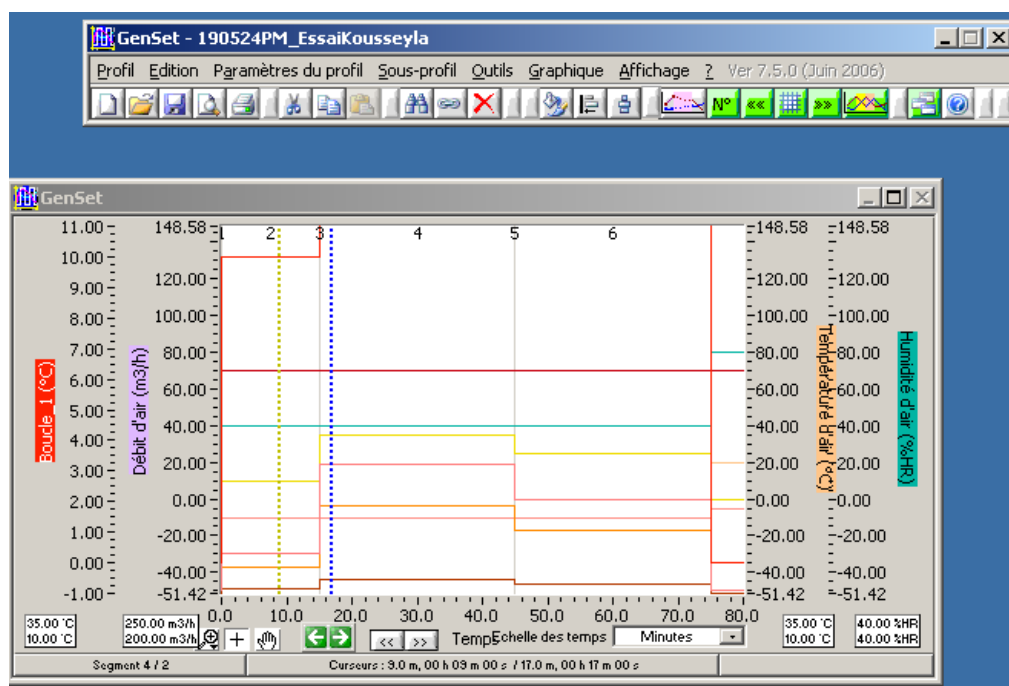 GenSet - 190524PM_EssaiKousseyla
Profil Edition Paramètres du profil Sous-profil Outils Graphique Affichage ? Ver 7.5.0 (Juin 2006)
N° «« »»
GenSet
11.00 148.58 1 2 3 4 5 6 148.58 148.58
10.00
9.00 120.00 120.00 120.00
8.00 100.00 100.00 100.00
7.00 80.00 80.00 80.00
6.00 60.00 60.00 60.00
5.00
4.00 40.00 40.00 40.00
3.00 20.00 20.00 20.00
2.00 0.00 0.00 0.00
1.00 -20.00 -20.00 -20.00
0.00 -40.00 -40.00 -40.00
-1.00 -51.42 -51.42 -51.42
Boucle_1 (°C)
Débit d'air (m3/h)
Température d'air (°C)
Humidité d'air (%HR)
0.0 10.0 20.0 30.0 40.0 50.0 60.0 70.0 80.0
35.00 °C 250.00 m3/h 35.00 °C 40.00 %HR
10.00 °C 200.00 m3/h << >> Temps Echelle des temps Minutes 10.00 °C 40.00 %HR
Segment 4 / 2 Curseurs : 9.0 m, 00 h 09 m 00 s / 17.0 m, 00 h 17 m 00 s